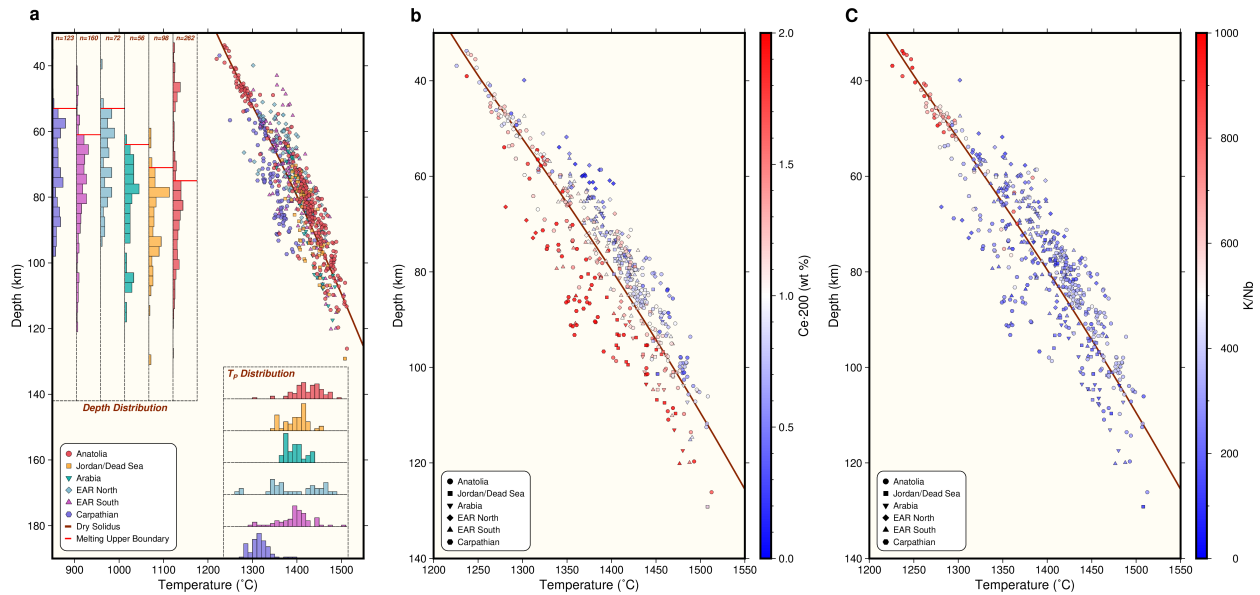 a
n=123 n=160 n=72 n=56 n=98 n=262
40
60
80
100
120
140
160
180
Depth (km)
Depth Distribution
Tp Distribution
Anatolia
Jordan/Dead Sea
Arabia
EAR North
EAR South
Carpathian
Dry Solidus
Melting Upper Boundary
900 1000 1200 1400 1500
Temperature (˚C)
b
40
60
80
100
120
140
Depth (km)
Anatolia
Jordan/Dead Sea
Arabia
EAR North
EAR South
Carpathian
1200 1250 1300 1350 1400 1450 1500 1550
Temperature (˚C)
2.0
1.5
1.0
0.5
0.0
Ce-200 (wt %)
C
40
60
80
100
120
140
Depth (km)
Anatolia
Jordan/Dead Sea
Arabia
EAR North
EAR South
Carpathian
1200 1250 1300 1350 1400 1450 1500 1550
Temperature (˚C)
1000
800
600
400
200
0
K/Nb